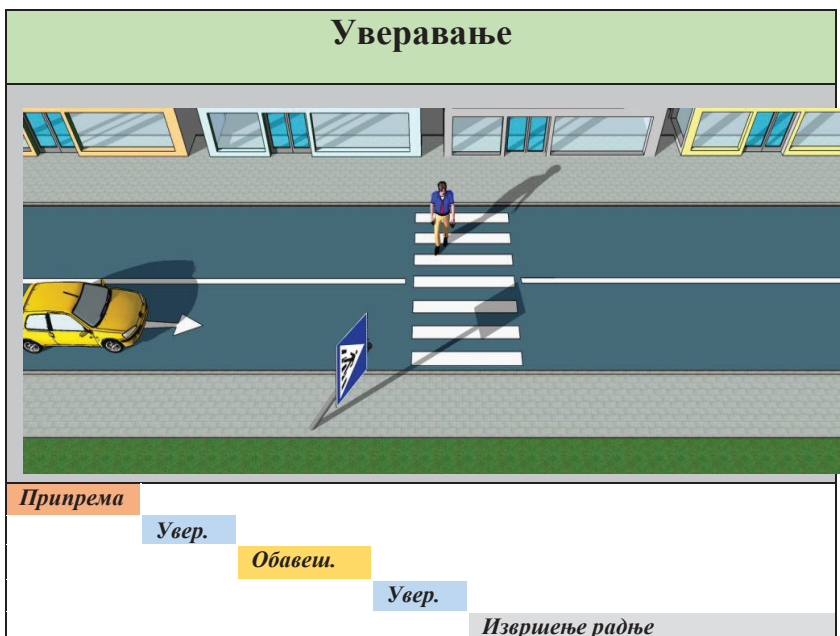 Уверавање
Припрема
Увер.
Обавеш.
Увер.
Извршење радње